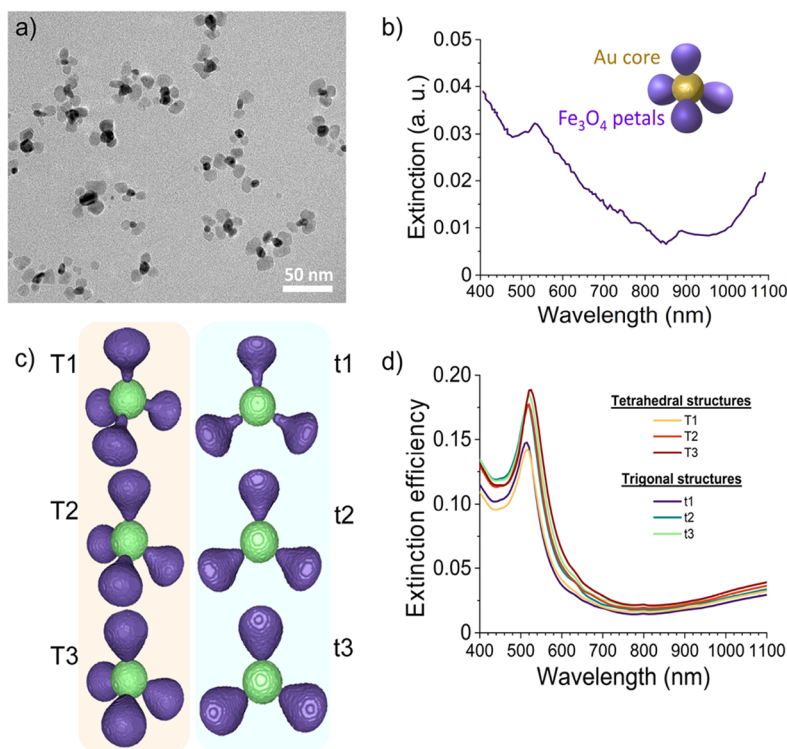 a)
50 nm
b)
Extinction (a. u.)
0.05
0.04
0.03
0.02
0.01
0
Au core
Fe₃O₄ petals
400 500 600 700 800 900 1000 1100
Wavelength (nm)
c)
T1
t1
T2
t2
T3
t3
d)
Extinction efficiency
0.20
0.15
0.10
0.05
0
Tetrahedral structures
T1
T2
T3
Trigonal structures
t1
t2
t3
400 500 600 700 800 900 1000 1100
Wavelength (nm)